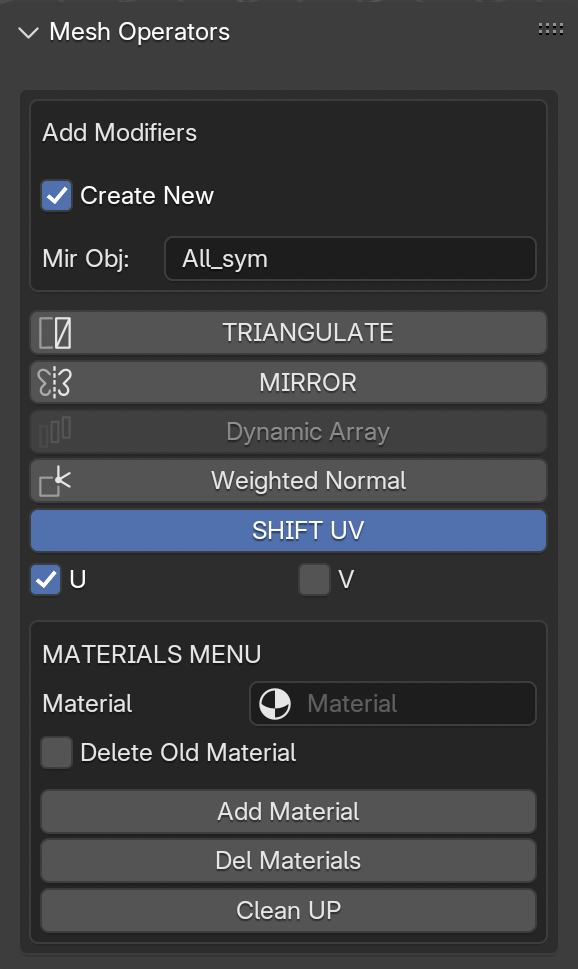 Mesh Operators
Add Modifiers
Create New
Mir Obj: All_sym
TRIANGULATE
MIRROR
Dynamic Array
Weighted Normal
SHIFT UV
U V
MATERIALS MENU
Material Material
Delete Old Material
Add Material
Del Materials
Clean UP